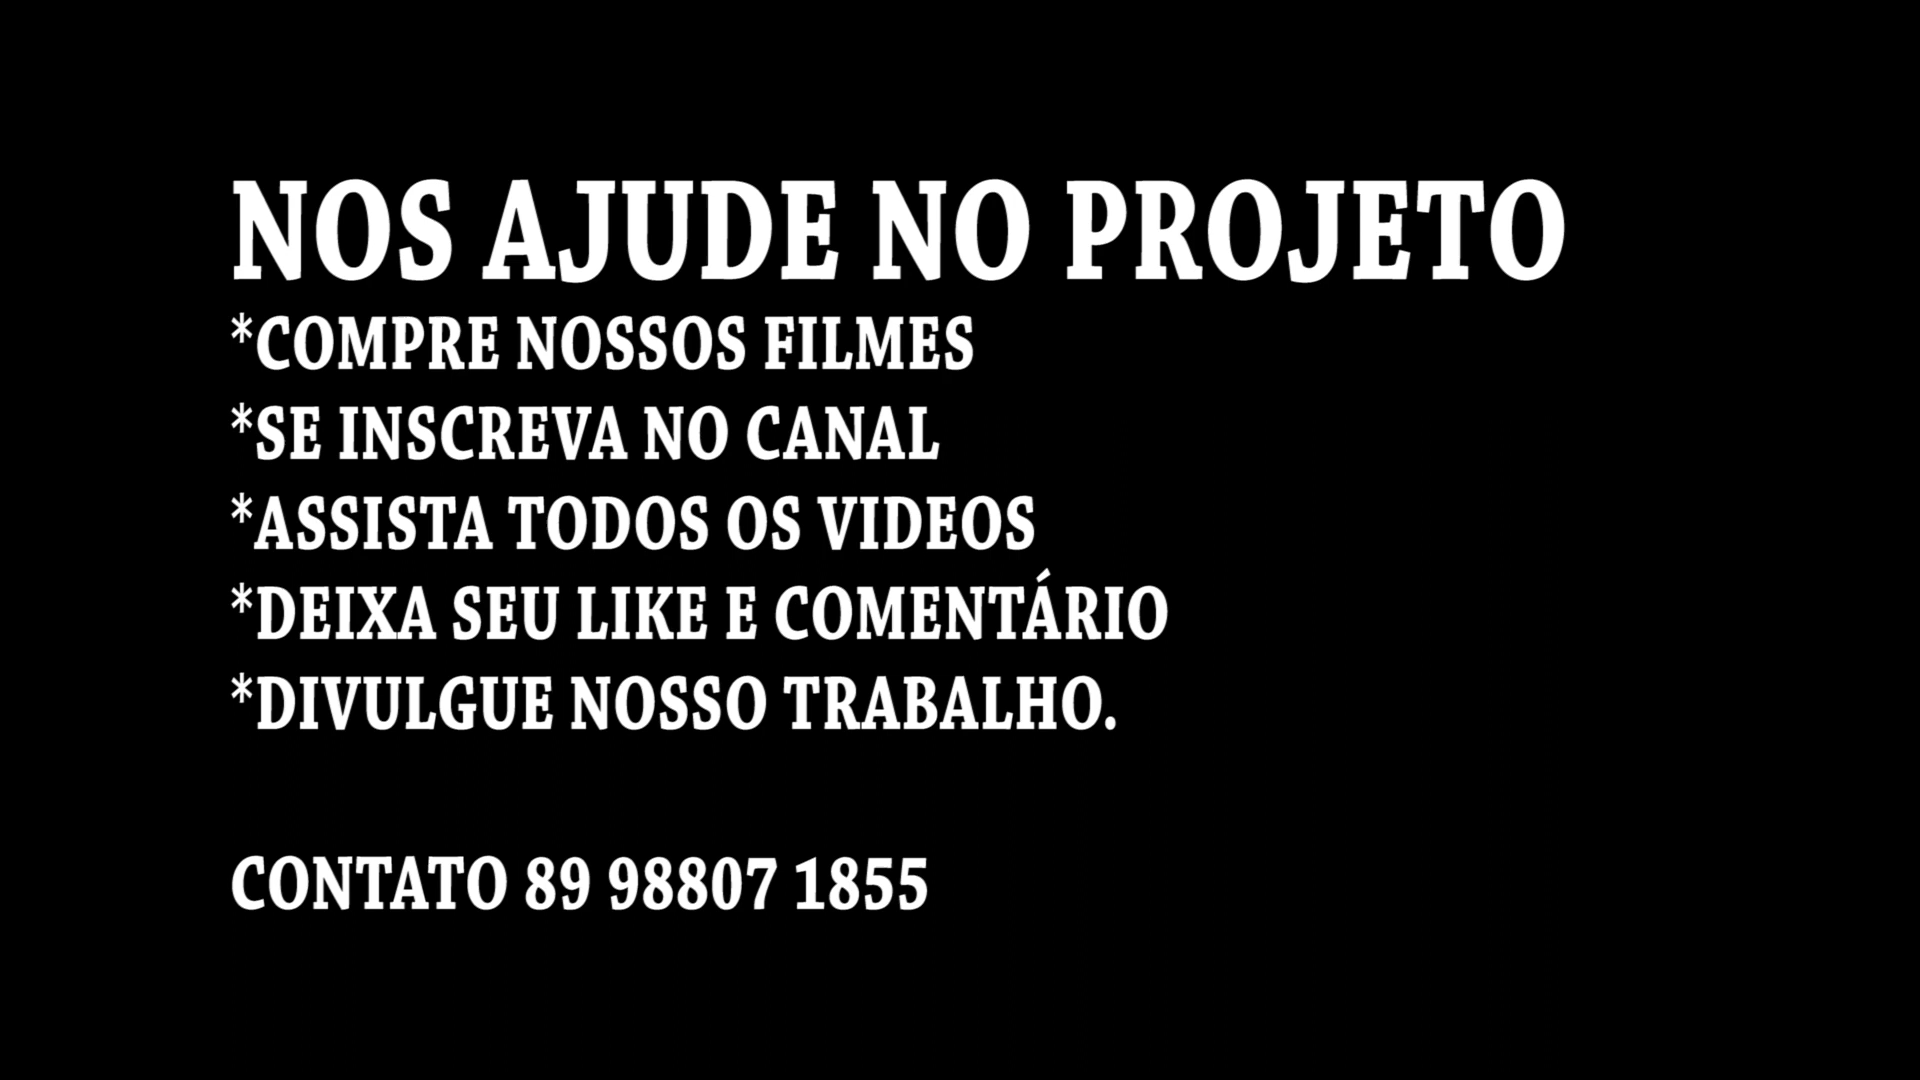 NOS AJUDE NO PROJETO
*COMPRE NOSSOS FILMES
*SE INSCREVA NO CANAL
*ASSISTA TODOS OS VIDEOS
*DEIXA SEU LIKE E COMENTÁRIO
*DIVULGUE NOSSO TRABALHO.
CONTATO 89 98807 1855